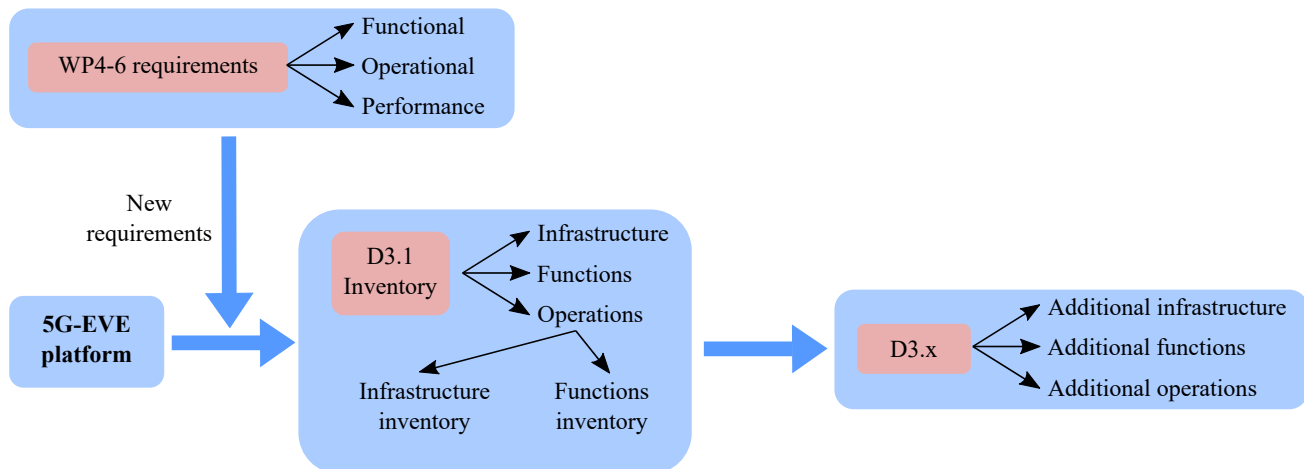 Functional
WP4-6 requirements
Operational
Performance
New
requirements
D3.1
Inventory
Infrastructure
Functions
Operations
5G-EVE
platform
Infrastructure
inventory
Functions
inventory
D3.x
Additional infrastructure
Additional functions
Additional operations